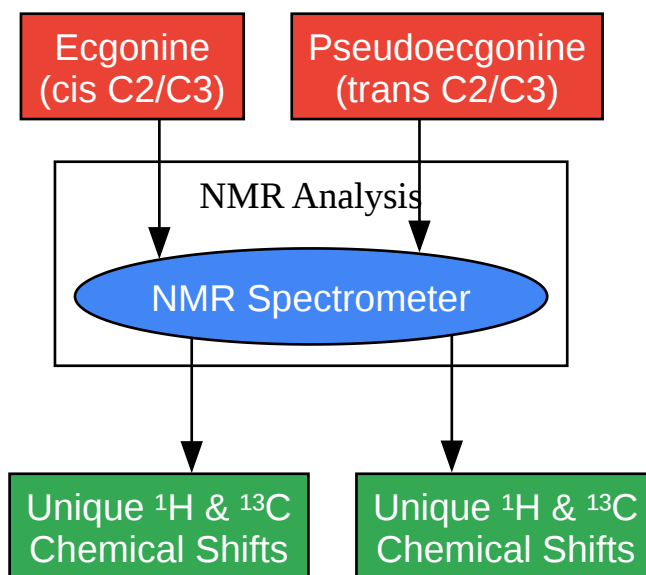 Ecgonine
(cis C2/C3)
Pseudoecgonine
(trans C2/C3)
NMR Analysis
NMR Spectrometer
Unique ¹H & ¹³C
Chemical Shifts
Unique ¹H & ¹³C
Chemical Shifts